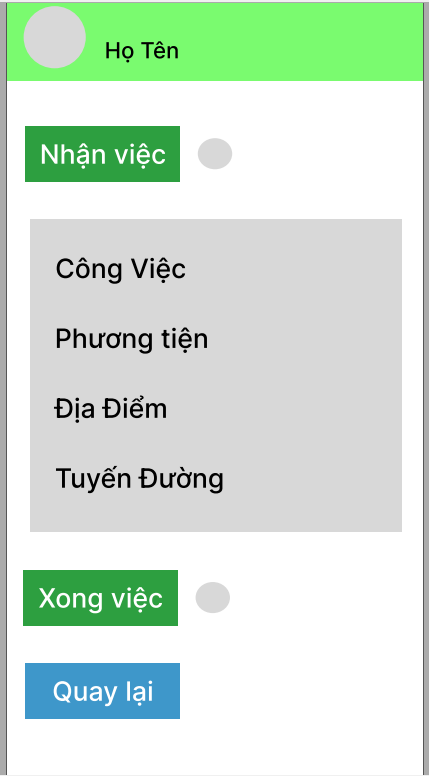 Họ Tên
Nhận việc
Công Việc
Phương tiện
Địa Điểm
Tuyến Đường
Xong việc
Quay lại